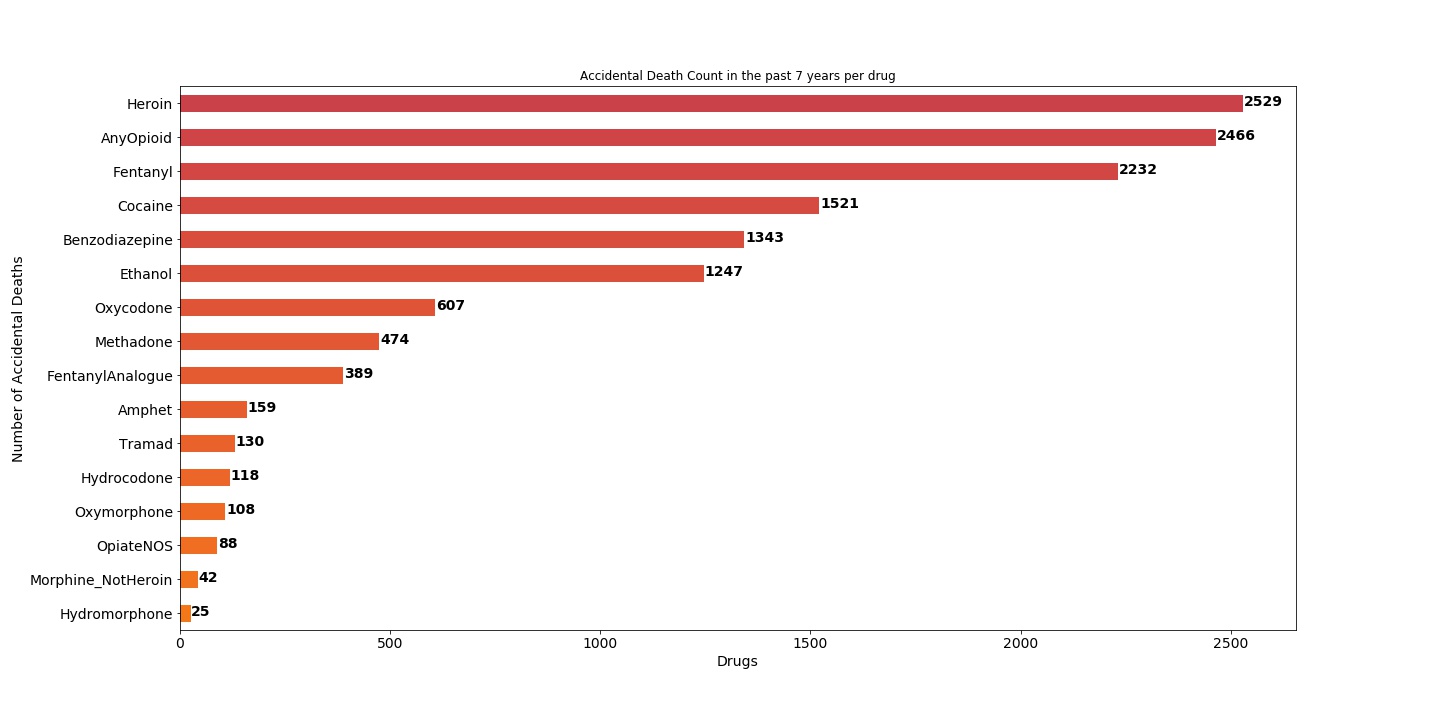 Accidental Death Count in the past 7 years per drug
Number of Accidental Deaths
Heroin 2529
AnyOpioid 2466
Fentanyl 2232
Cocaine 1521
Benzodiazepine 1343
Ethanol 1247
Oxycodone 607
Methadone 474
FentanylAnalogue 389
Amphet 159
Tramad 130
Hydrocodone 118
Oxymorphone 108
OpiateNOS 88
Morphine_NotHeroin 42
Hydromorphone 25
0 500 1000 1500 2000 2500
Drugs